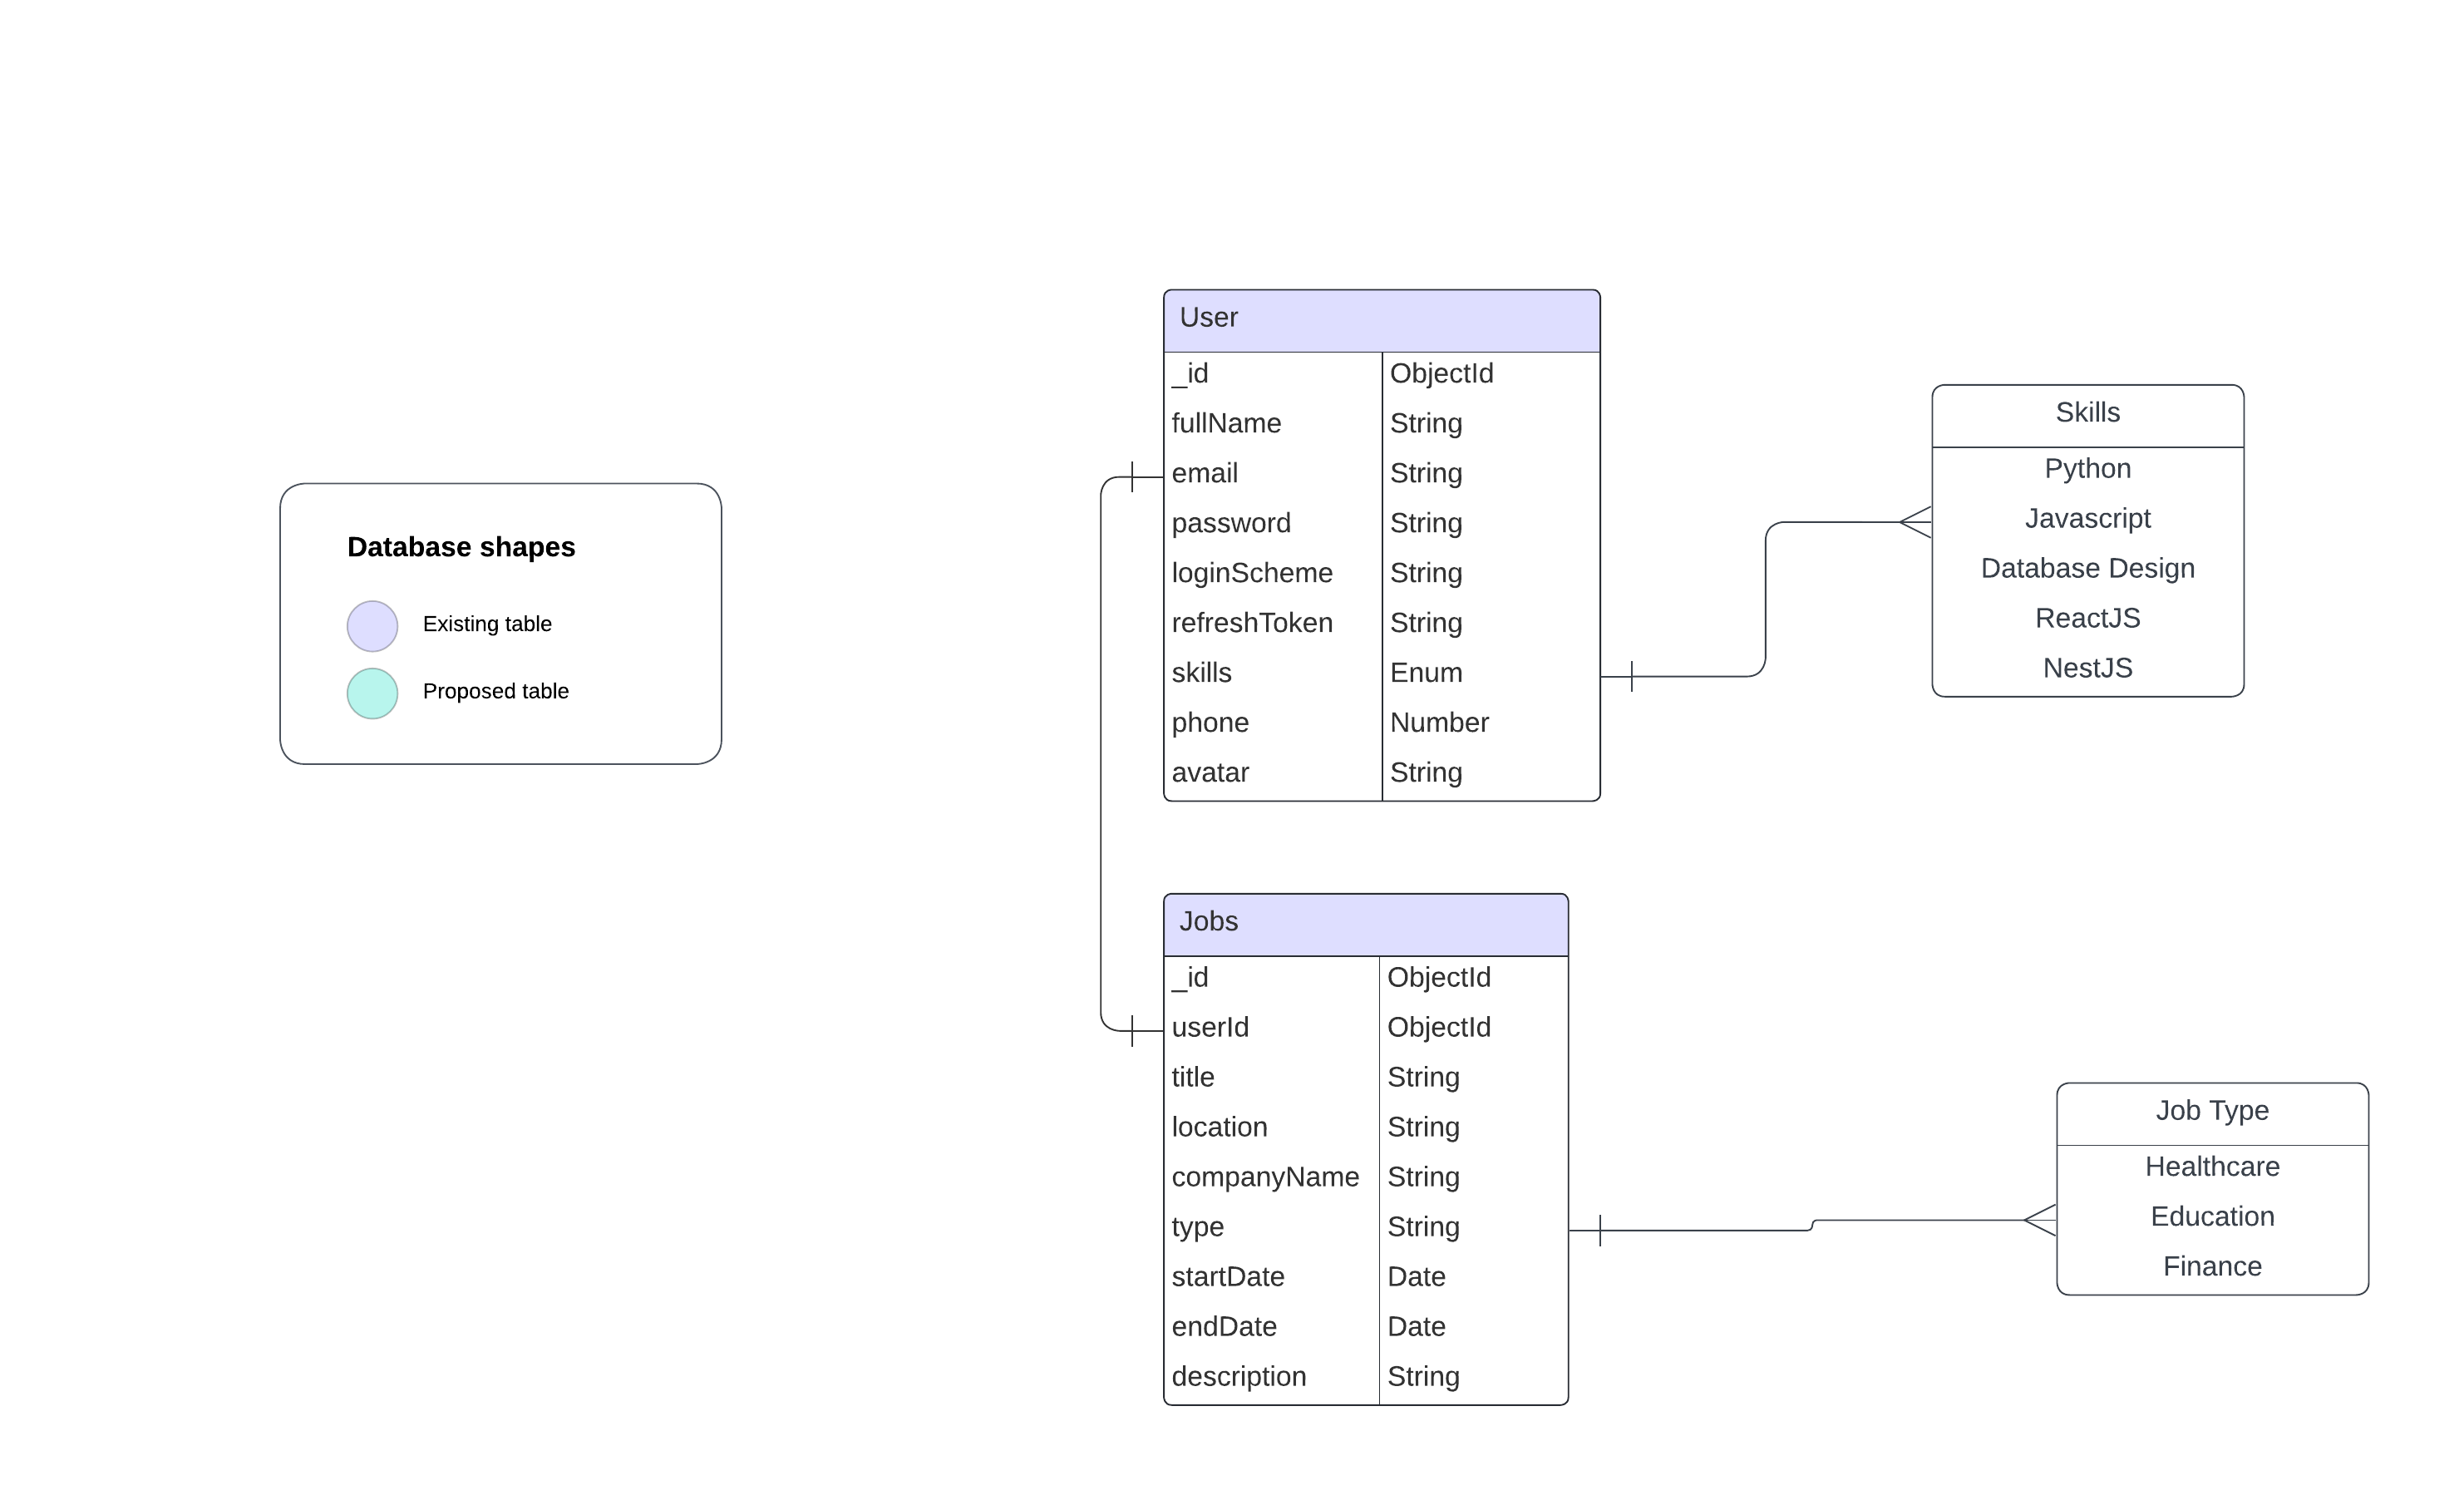 Database shapes
Existing table
Proposed table
User
_id ObjectId
fullName String
email String
password String
loginScheme String
refreshToken String
skills Enum
phone Number
avatar String
Skills
Python
Javascript
Database Design
ReactJS
NestJS
Jobs
_id ObjectId
userId ObjectId
title String
location String
companyName String
type String
startDate Date
endDate Date
description String
Job Type
Healthcare
Education
Finance